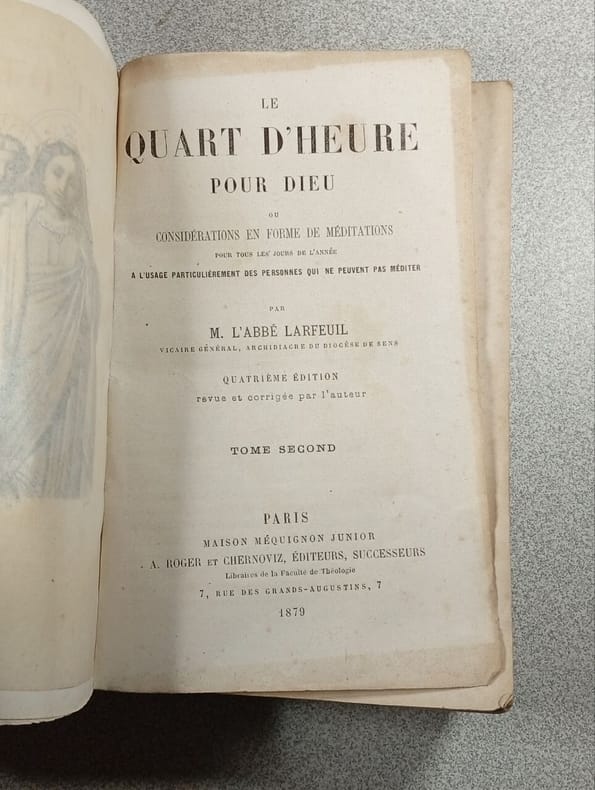 LE
QUART D'HEURE
POUR DIEU
OU
CONSIDÉRATIONS EN FORME DE MÉDITATIONS
POUR TOUS LES JOURS DE L'ANNÉE
A L'USAGE PARTICULIÈREMENT DES PERSONNES QUI NE PEUVENT PAS MÉDITER
PAR
M. L'ABBÉ LARFEUIL
VICAIRE GÉNÉRAL, ARCHIDIACRE DU DIOCÈSE DE SENS
QUATRIÈME ÉDITION
revue et corrigée par l'auteur
TOME SECOND
PARIS
MAISON MÉQUIGNON JUNIOR
A. ROGER ET CHERNOVIZ, ÉDITEURS, SUCCESSEURS
Libraires de la Faculté de Théologie
7, RUE DES GRANDS-AUGUSTINS, 7
1879